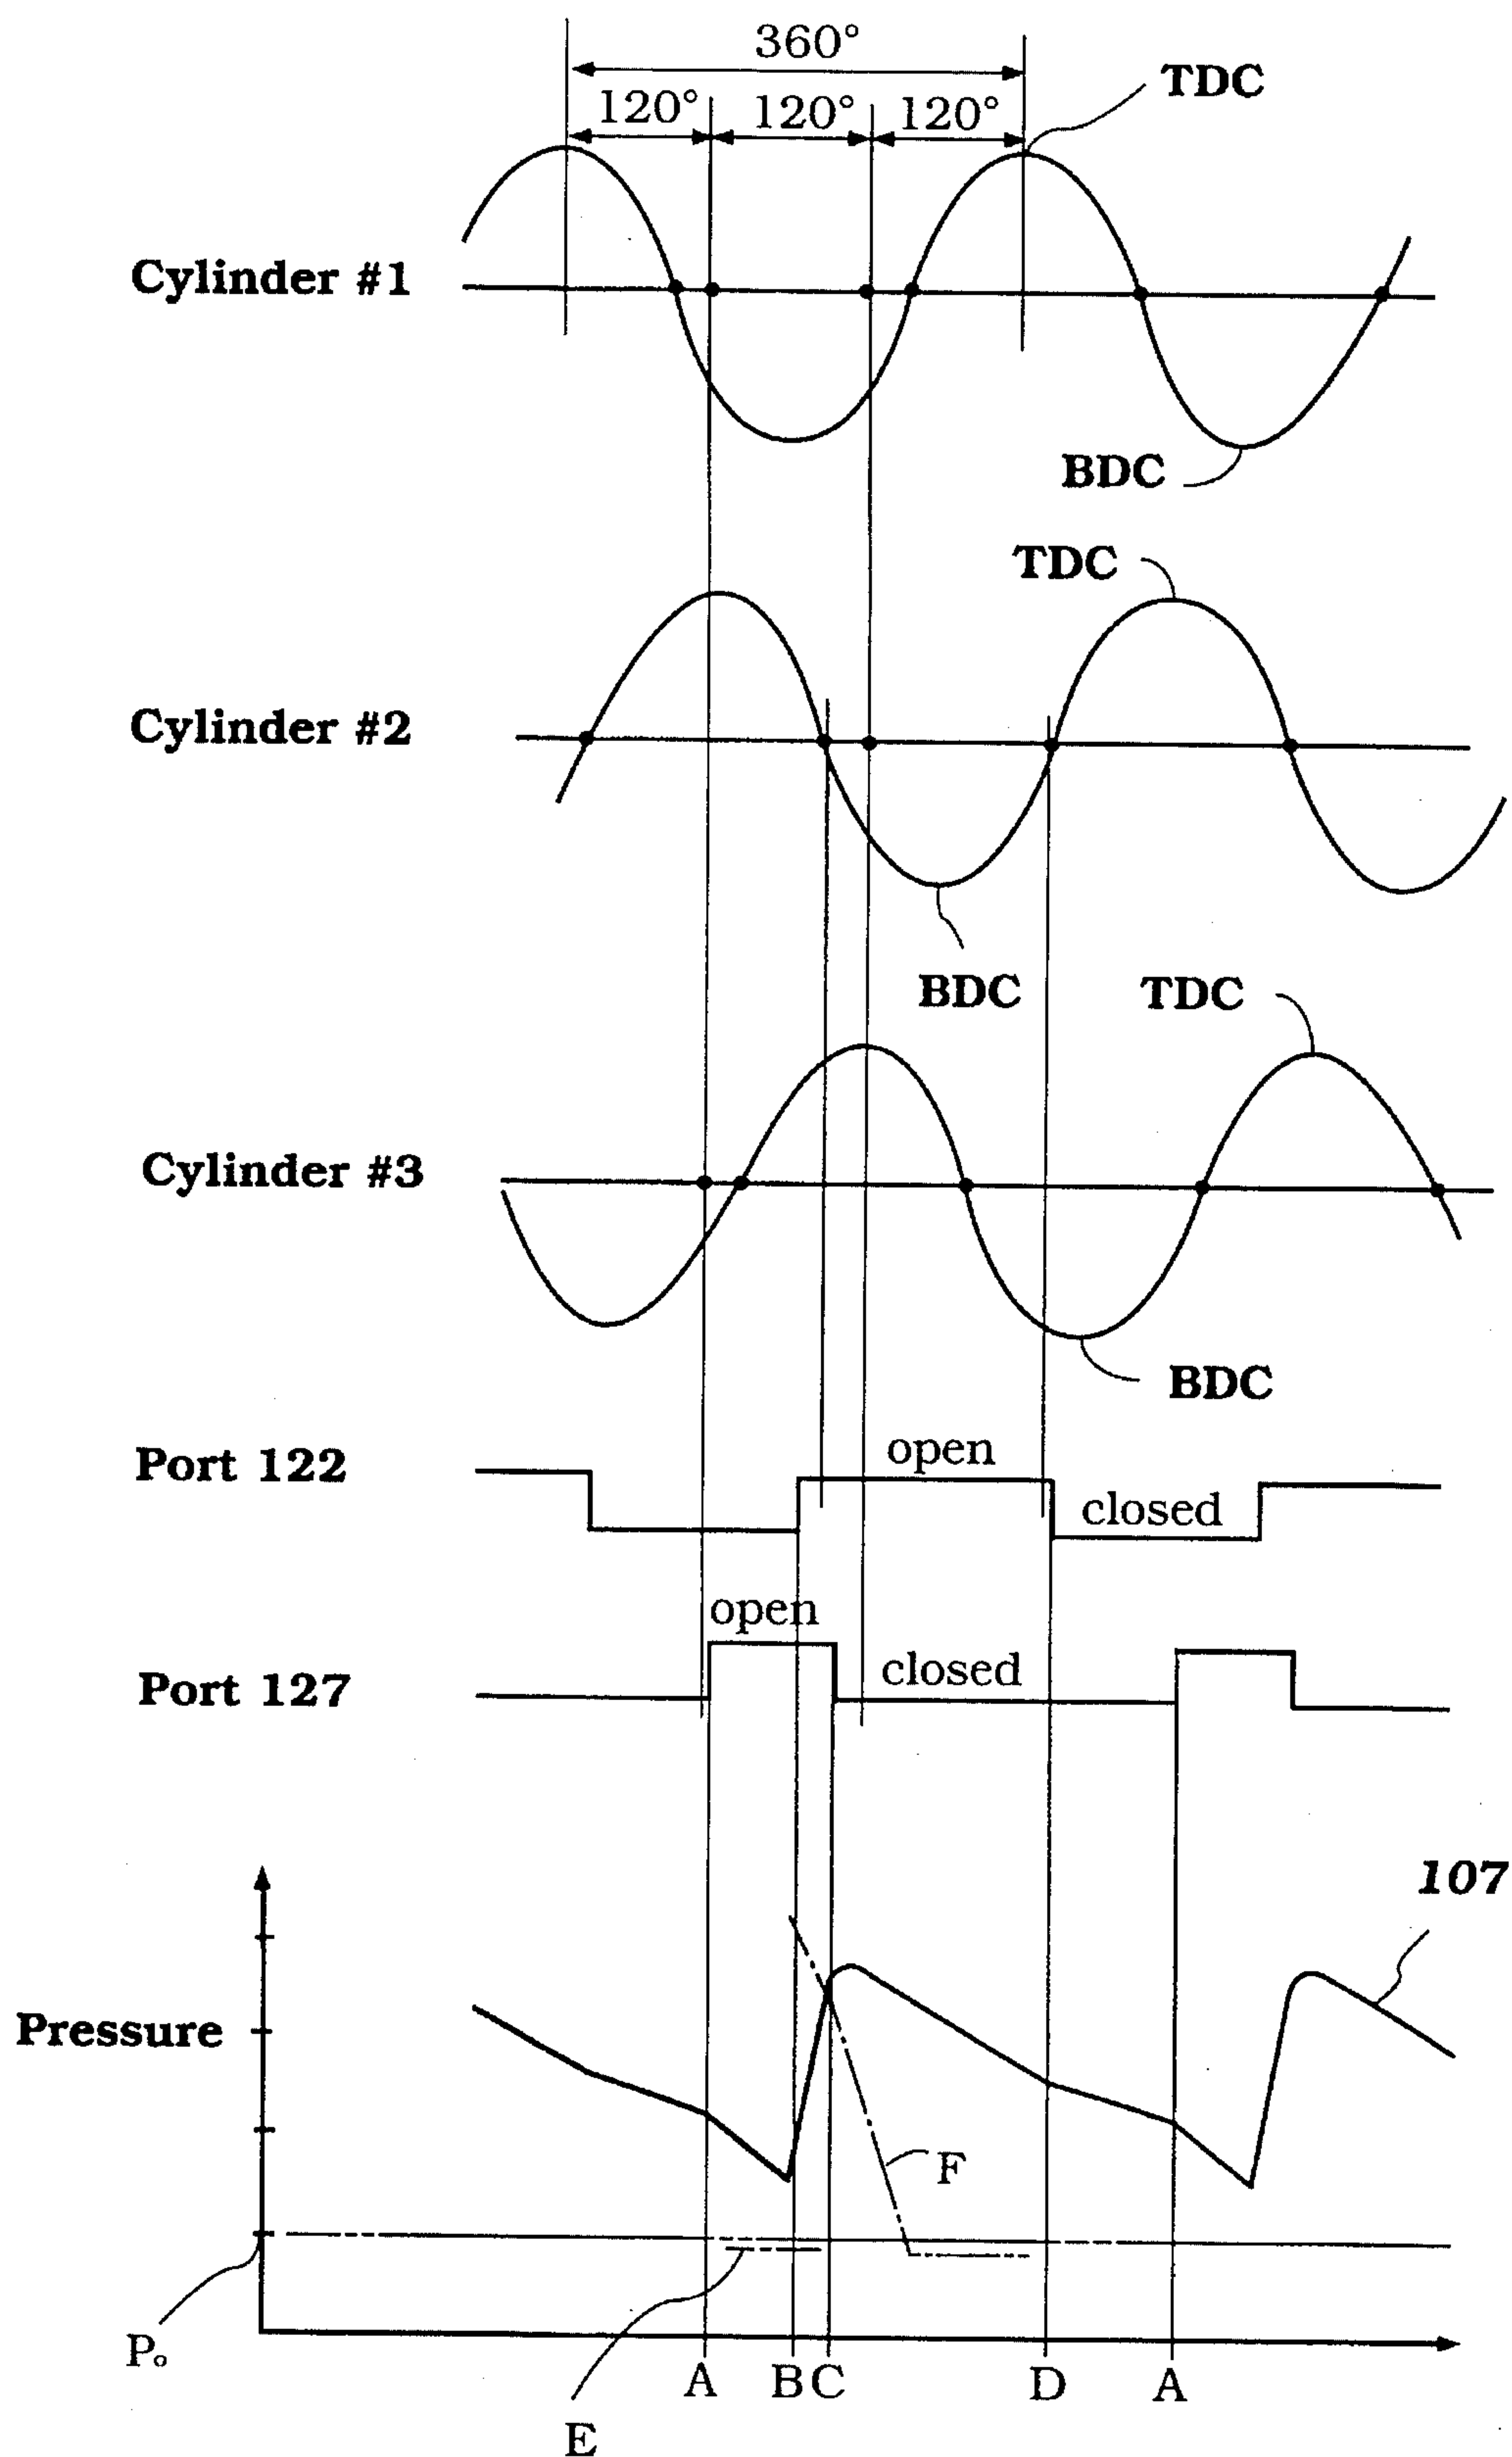 360°
120° 120° 120°
TDC
Cylinder #1
BDC
TDC
Cylinder #2
BDC
TDC
Cylinder #3
BDC
Port 122
open
closed
open
Port 127
closed
107
Pressure
F
P₀
A B C D A
E